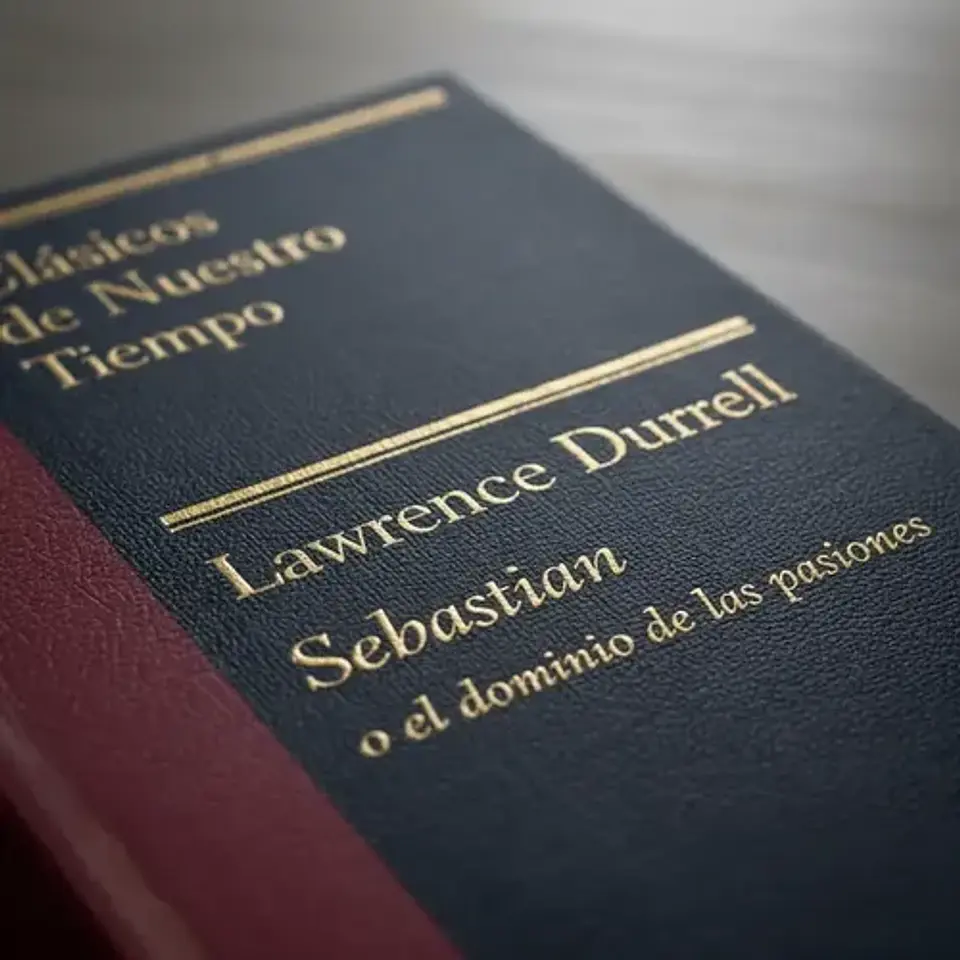 Clásicos
de Nuestro
Tiempo
Lawrence Durrell
Sebastian
o el dominio de las pasiones